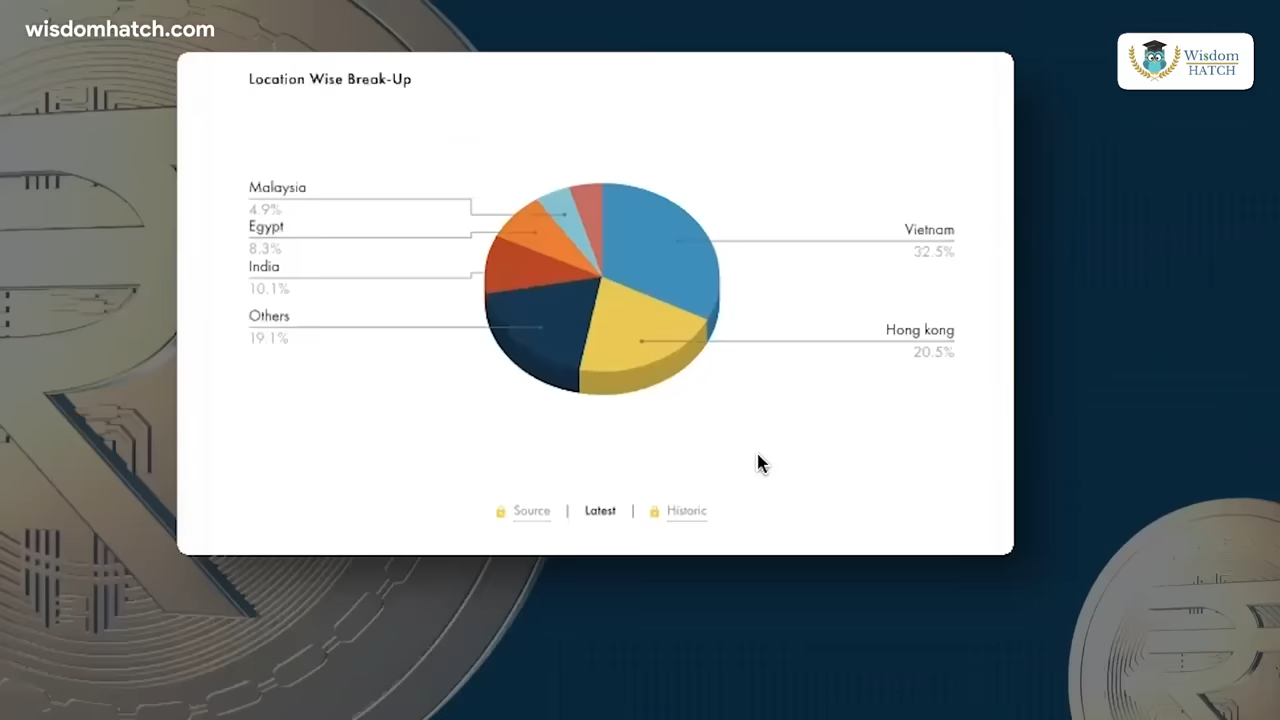 wisdomhatch.com
Wisdom
HATCH
Location Wise Break-Up
Malaysia
4.9%
Egypt
8.3%
India
10.1%
Others
19.1%
Vietnam
32.5%
Hong kong
20.5%
Source | Latest | Historic